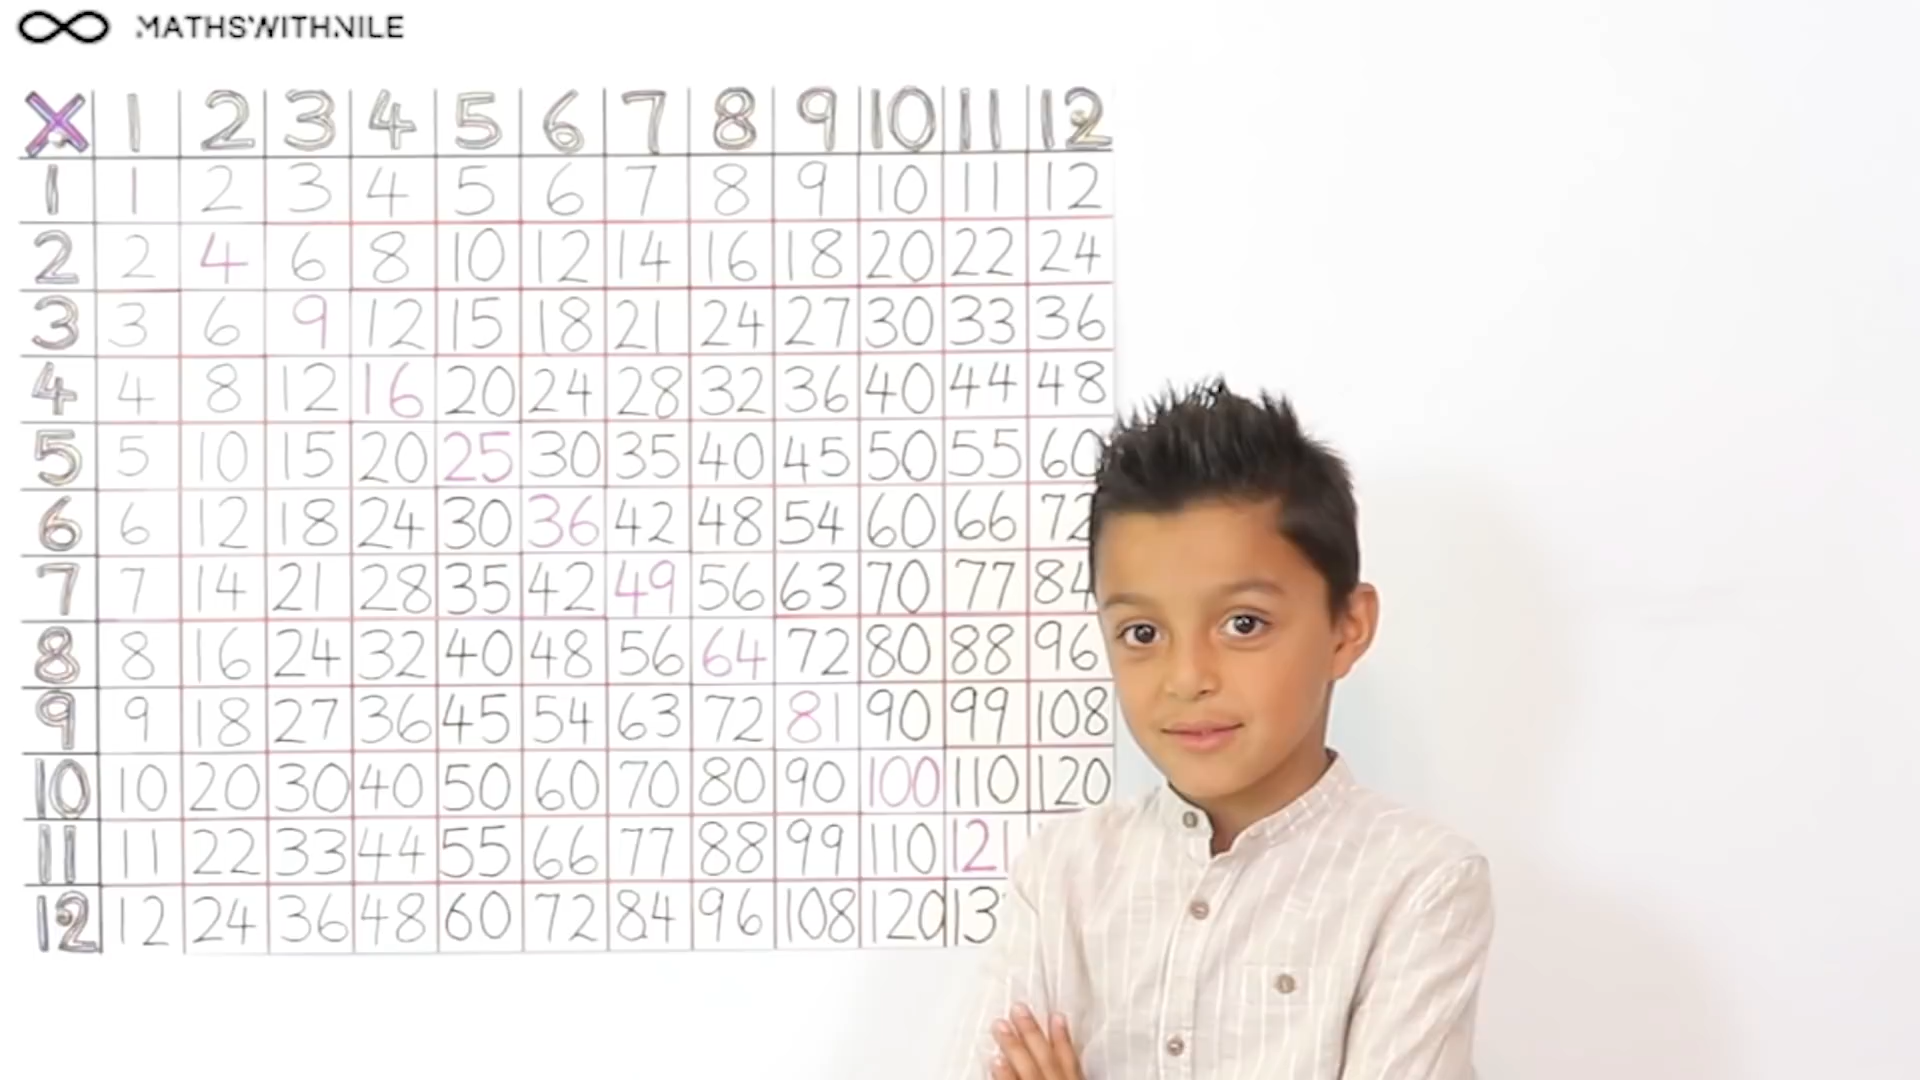 MATHSWITHNILE
X 1 2 3 4 5 6 7 8 9 10 11 12
1 1 2 3 4 5 6 7 8 9 10 11 12
2 2 4 6 8 10 12 14 16 18 20 22 24
3 3 6 9 12 15 18 21 24 27 30 33 36
4 4 8 12 16 20 24 28 32 36 40 44 48
5 5 10 15 20 25 30 35 40 45 50 55 60
6 6 12 18 24 30 36 42 48 54 60 66 72
7 7 14 21 28 35 42 49 56 63 70 77 84
8 8 16 24 32 40 48 56 64 72 80 88 96
9 9 18 27 36 45 54 63 72 81 90 99 108
10 10 20 30 40 50 60 70 80 90 100 110 120
11 11 22 33 44 55 66 77 88 99 110 121
12 12 24 36 48 60 72 84 96 108 120 13